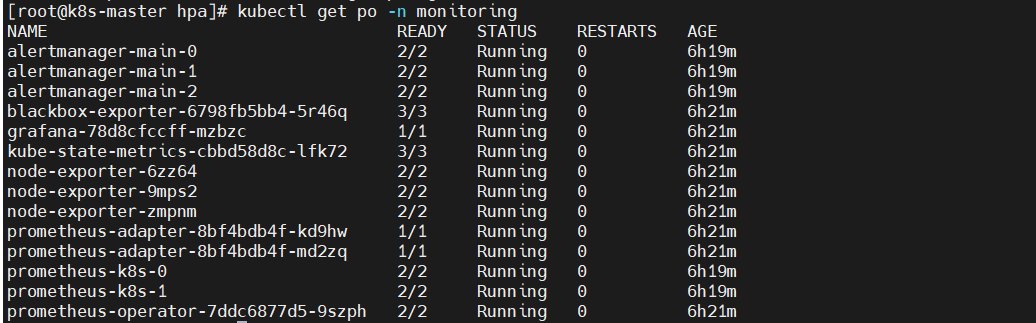 [root@k8s-master hpa]# kubectl get po -n monitoring
NAME READY STATUS RESTARTS AGE
alertmanager-main-0 2/2 Running 0 6h19m
alertmanager-main-1 2/2 Running 0 6h19m
alertmanager-main-2 2/2 Running 0 6h19m
blackbox-exporter-6798fb5bb4-5r46q 3/3 Running 0 6h21m
grafana-78d8cfccff-mzbzc 1/1 Running 0 6h21m
kube-state-metrics-cbbd58d8c-lfk72 3/3 Running 0 6h21m
node-exporter-6zz64 2/2 Running 0 6h21m
node-exporter-9mps2 2/2 Running 0 6h21m
node-exporter-zmpnm 2/2 Running 0 6h21m
prometheus-adapter-8bf4bdb4f-kd9hw 1/1 Running 0 6h21m
prometheus-adapter-8bf4bdb4f-md2zq 1/1 Running 0 6h21m
prometheus-k8s-0 2/2 Running 0 6h19m
prometheus-k8s-1 2/2 Running 0 6h19m
prometheus-operator-7ddc6877d5-9szph 2/2 Running 0 6h21m